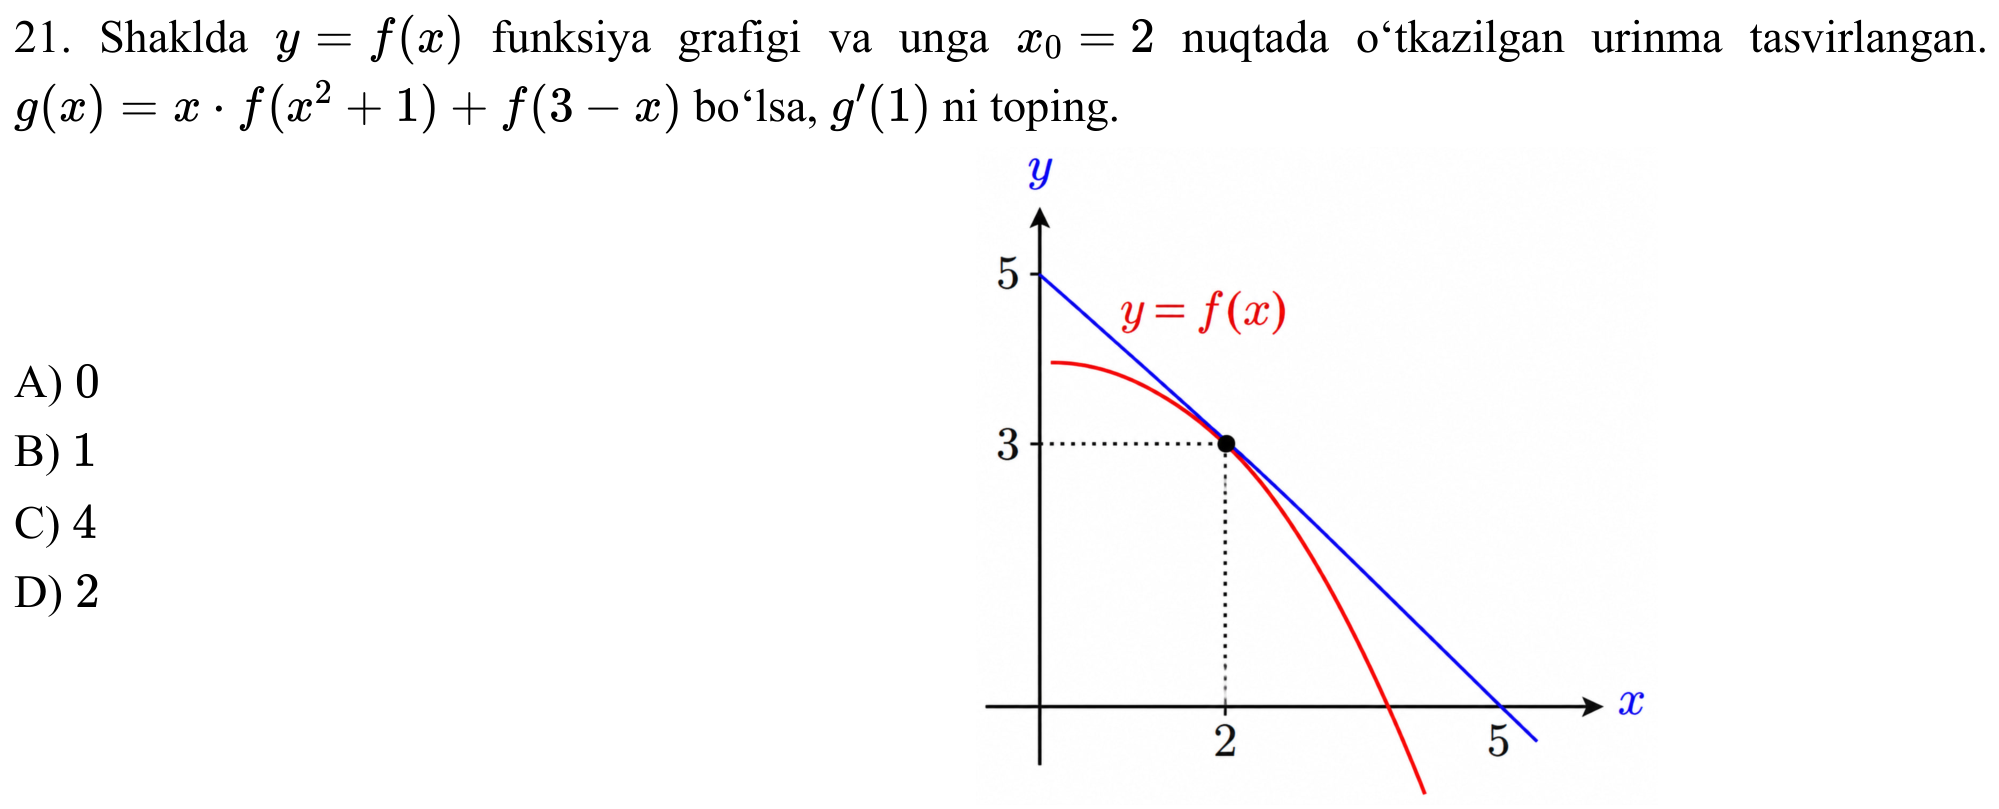 21. Shaklda y = f(x) funksiya grafigi va unga x₀ = 2 nuqtada o‘tkazilgan urinma tasvirlangan.
g(x) = x · f(x² + 1) + f(3 − x) bo‘lsa, g′(1) ni toping.
y
5
y = f(x)
3
x
2
5
A) 0
B) 1
C) 4
D) 2